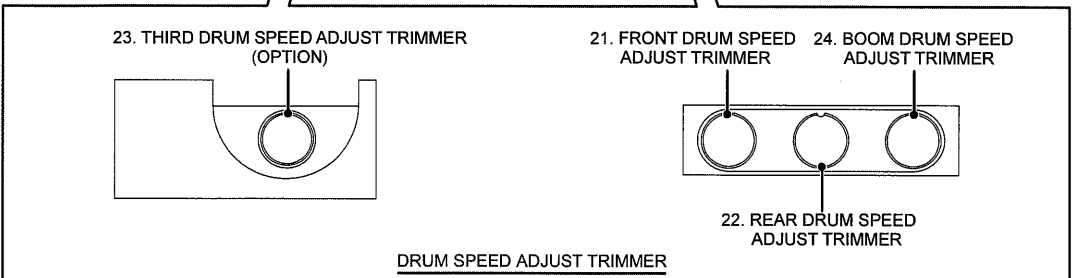 23. THIRD DRUM SPEED ADJUST TRIMMER
(OPTION)
21. FRONT DRUM SPEED
ADJUST TRIMMER
24. BOOM DRUM SPEED
ADJUST TRIMMER
22. REAR DRUM SPEED
ADJUST TRIMMER
DRUM SPEED ADJUST TRIMMER